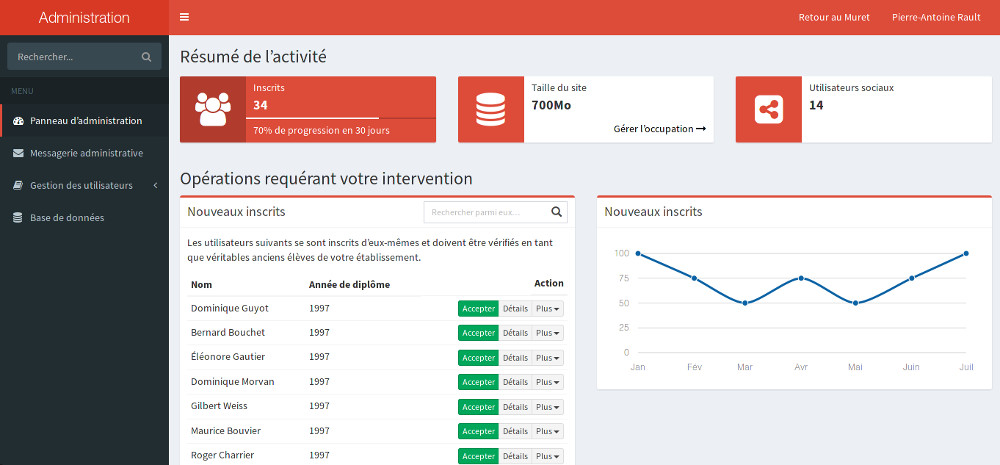 Administration
Retour au Muret
Pierre-Antoine Rault
Rechercher...
MENU
Panneau d'administration
Messagerie administrative
Gestion des utilisateurs
Base de données
Résumé de l'activité
Inscrits
34
70% de progression en 30 jours
Taille du site
700Mo
Gérer l'occupation →
Utilisateurs sociaux
14
Opérations requérant votre intervention
Nouveaux inscrits
Rechercher parmi eux...
Les utilisateurs suivants se sont inscrits d'eux-mêmes et doivent être vérifiés en tant
que véritables anciens élèves de votre établissement.
Nom Année de diplôme Action
Dominique Guyot 1997 Accepter Détails Plus
Bernard Bouchet 1997 Accepter Détails Plus
Éléonore Gautier 1997 Accepter Détails Plus
Dominique Morvan 1997 Accepter Détails Plus
Gilbert Weiss 1997 Accepter Détails Plus
Maurice Bouvier 1997 Accepter Détails Plus
Roger Charrier 1997 Accepter Détails Plus
Nouveaux inscrits
100
75
50
25
0
Jan Fev Mar Avr Mai Juin Juil